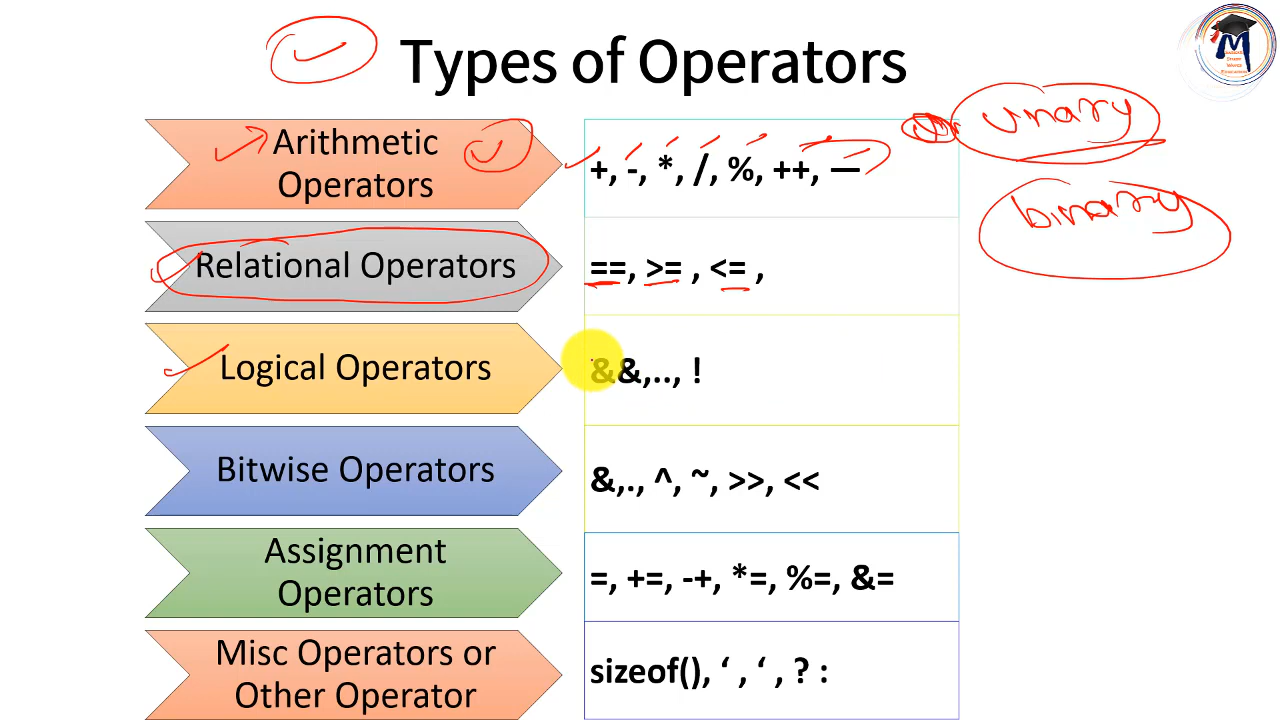 Types of Operators
unary
binary
Arithmetic
Operators
+, -, *, /, %, ++, —
Relational Operators
==, >= , <= ,
Logical Operators
&&,.., !
Bitwise Operators
&,., ^, ~, >>, <<
Assignment
Operators
=, +=, -+, *=, %=, &=
Misc Operators or
Other Operator
sizeof(), ‘ , ‘ , ? :
M